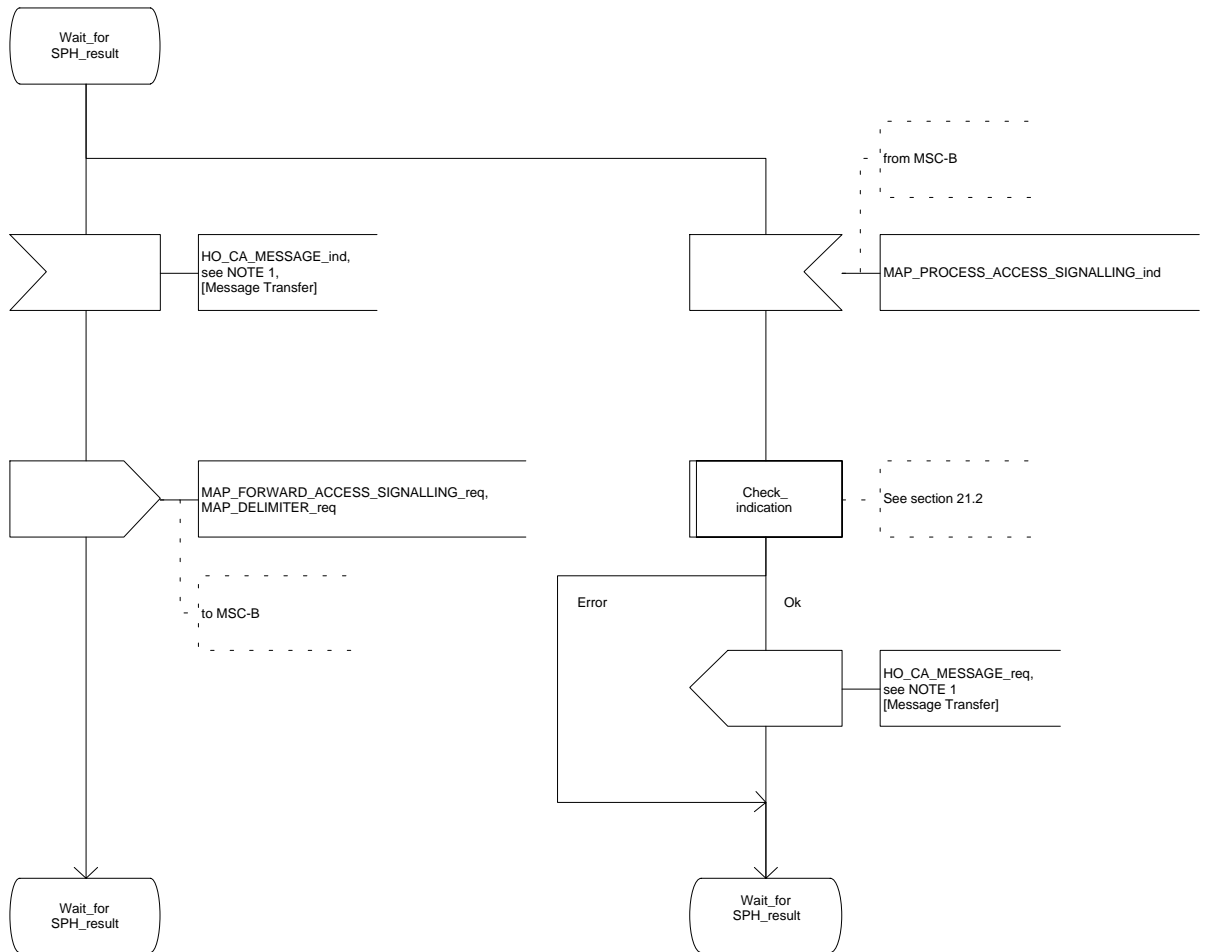 Wait_for
SPH_result
from MSC-B
HO_CA_MESSAGE_ind,
see NOTE 1,
[Message Transfer]
MAP_PROCESS_ACCESS_SIGNALLING_ind
MAP_FORWARD_ACCESS_SIGNALLING_req,
MAP_DELIMITER_req
Check_
indication
See section 21.2
to MSC-B
Error
Ok
HO_CA_MESSAGE_req,
see NOTE 1
[Message Transfer]
Wait_for
SPH_result
Wait_for
SPH_result